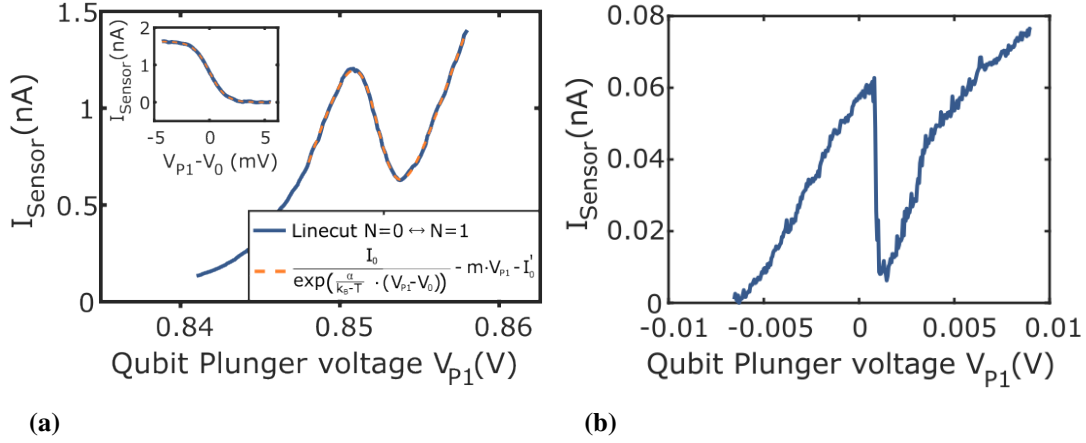 1.5
1
0.5
0
I_Sensor(nA)
2
1
0
I_Sensor(nA)
-5 0 5
V_P1-V_0 (mV)
Linecut N=0 ↔ N=1
I_0
exp(α/k_B-T ·(V_P1-V_0)) - m·V_P1 - I'_0
0.84 0.85 0.86
Qubit Plunger voltage V_P1(V)
(a)
0.08
0.06
0.04
0.02
0
I_Sensor(nA)
-0.01 -0.005 0 0.005 0.01
Qubit Plunger voltage V_P1(V)
(b)